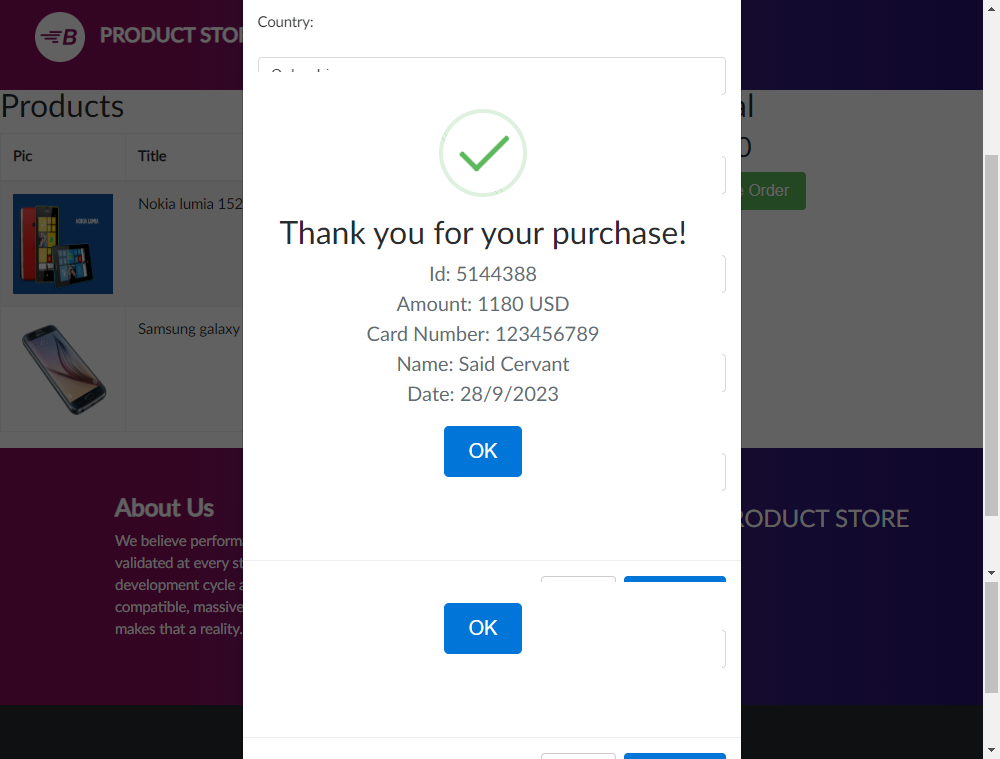 Country:
B PRODUCT STO
Products
Pic
Title
Nokia lumia 152
NOKIA LUMIA
Samsung galaxy
Thank you for your purchase!
Id: 5144388
Amount: 1180 USD
Card Number: 123456789
Name: Said Cervant
Date: 28/9/2023
OK
al
0
e Order
About Us
We believe perform
validated at every st
development cycle a
compatible, massive
makes that a reality.
RODUCT STORE
OK